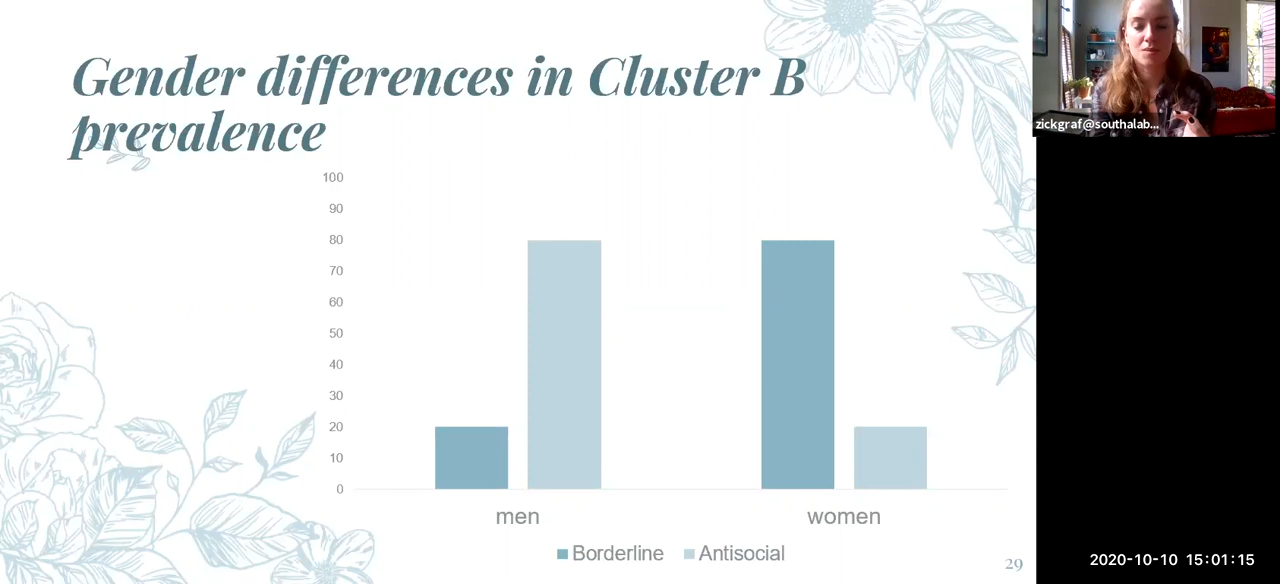 Gender differences in Cluster B
prevalence
zickgraf@southalab...
100
90
80
70
60
50
40
30
20
10
0
men women
Borderline Antisocial
29
2020-10-10 15:01:15